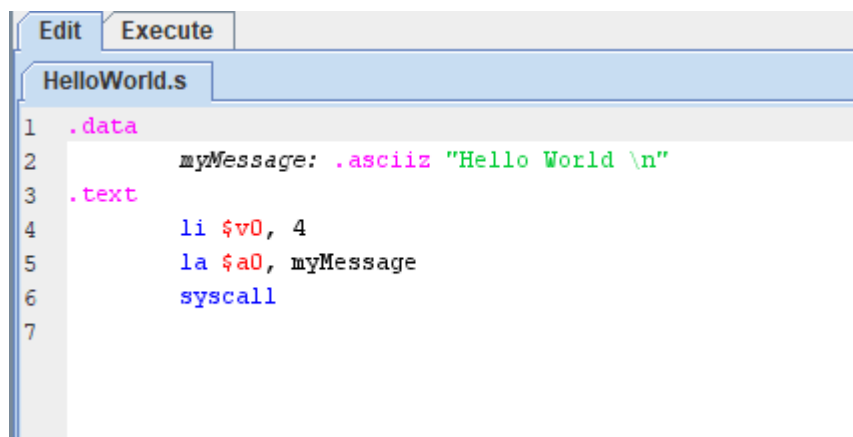 Edit Execute
HelloWorld.s
1 .data
2 myMessage: .asciiz "Hello World \n"
3 .text
4 li $v0, 4
5 la $a0, myMessage
6 syscall
7